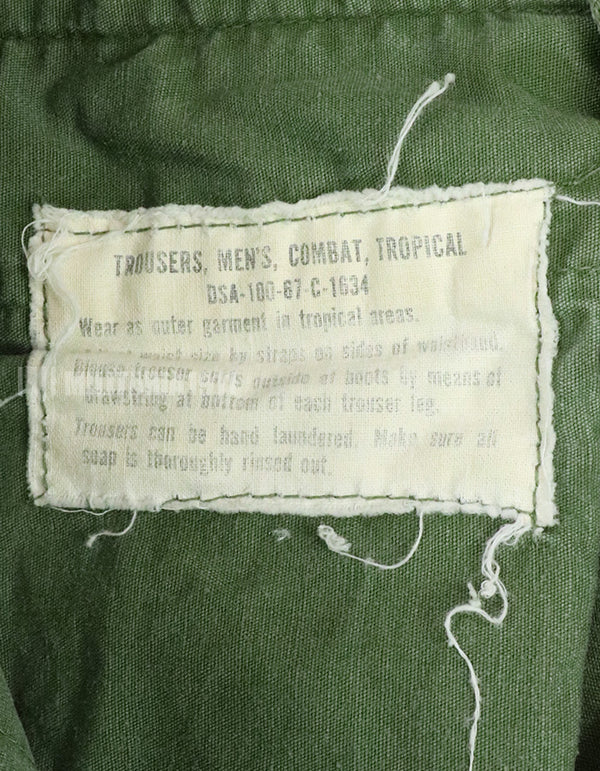 TROUSERS, MEN'S, COMBAT, TROPICAL
DSA-100-67-C-1634
Wear as outer garment in tropical areas.
waist size by straps on sides of waistband.
Blouse trouser cuffs outside of boots by means of
drawstring at bottom of each trouser leg.
Trousers can be hand laundered. Make sure all
soap is thoroughly rinsed out.